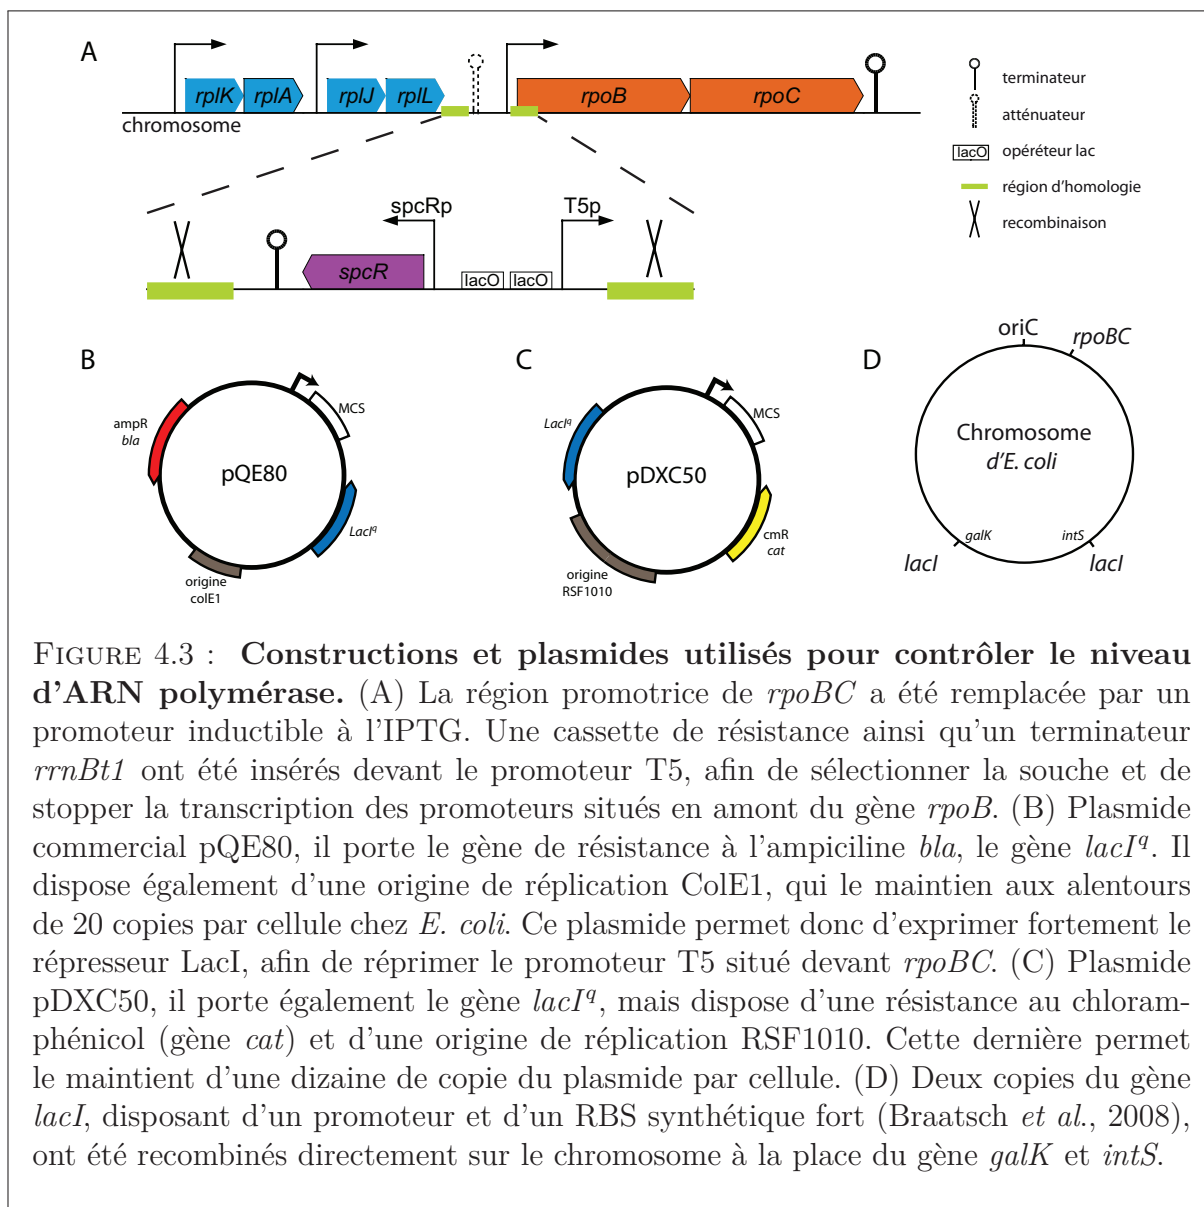 A
rplK
rplA
rplJ
rplL
rpoB
rpoC
chromosome
terminateur
atténuateur
lacO
opéréteur lac
région d'homologie
recombinaison
spcRp
T5p
spcR
lacO
lacO
B
ampR
bla
MCS
pQE80
LacIq
origine
colE1
C
LacIq
MCS
pDXC50
cmR
cat
origine
RSF1010
D
oriC
rpoBC
Chromosome
d'E. coli
galK
intS
lacI
lacI
FIGURE 4.3 : Constructions et plasmides utilisés pour contrôler le niveau
d'ARN polymérase. (A) La région promotrice de rpoBC a été remplacée par un
promoteur inductible à l'IPTG. Une cassette de résistance ainsi qu'un terminateur
rrnBt1 ont été insérés devant le promoteur T5, afin de sélectionner la souche et de
stopper la transcription des promoteurs situés en amont du gène rpoB. (B) Plasmide
commercial pQE80, il porte le gène de résistance à l'ampiciline bla, le gène lacIq. Il
dispose également d'une origine de réplication ColE1, qui le maintien aux alentours
de 20 copies par cellule chez E. coli. Ce plasmide permet donc d'exprimer fortement le
répresseur LacI, afin de réprimer le promoteur T5 situé devant rpoBC. (C) Plasmide
pDXC50, il porte également le gène lacIq, mais dispose d'une résistance au chloram-
phénicol (gène cat) et d'une origine de réplication RSF1010. Cette dernière permet
le maintient d'une dizaine de copie du plasmide par cellule. (D) Deux copies du gène
lacI, disposant d'un promoteur et d'un RBS synthétique fort (Braatsch et al., 2008),
ont été recombinés directement sur le chromosome à la place du gène galK et intS.